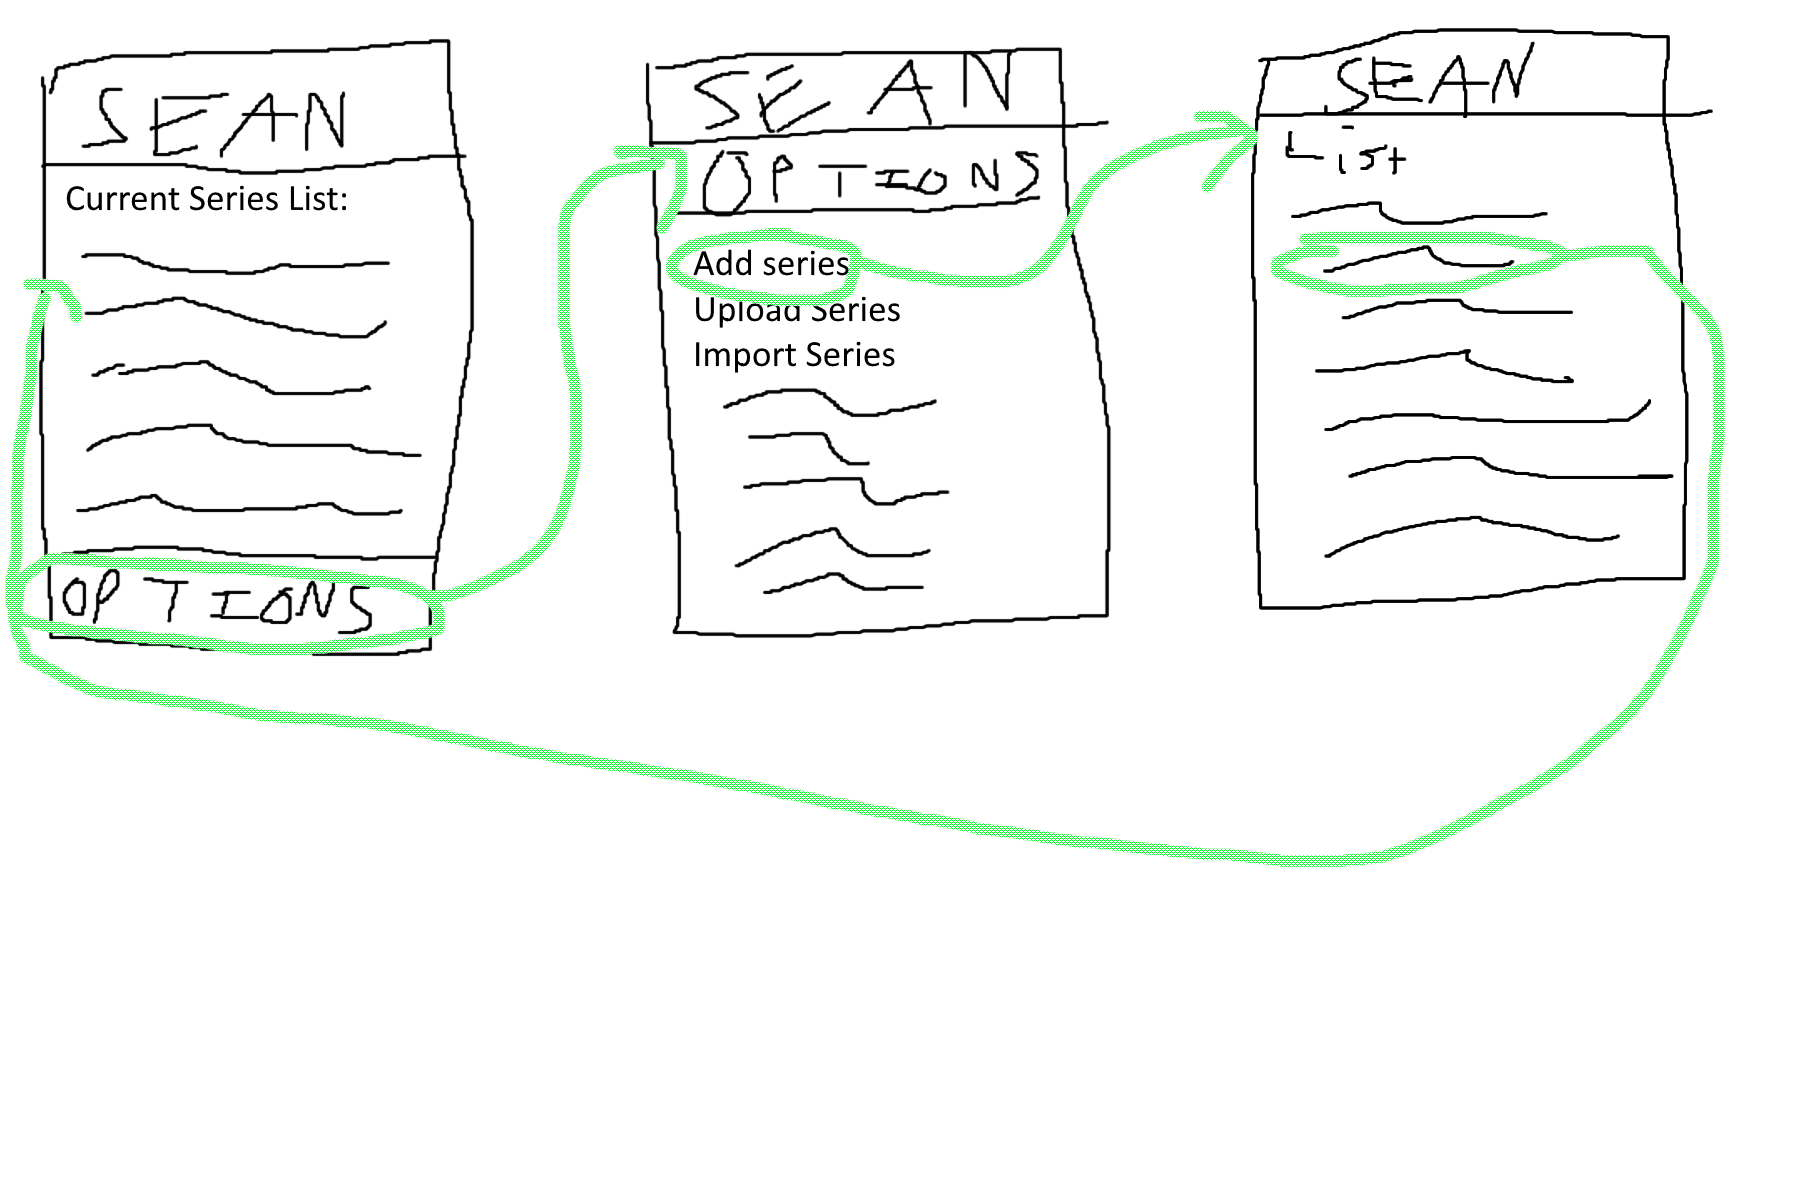 SEAN
Current Series List:
OPTIONS
SEAN
OPTIONS
Add series
Upload Series
Import Series
SEAN
List